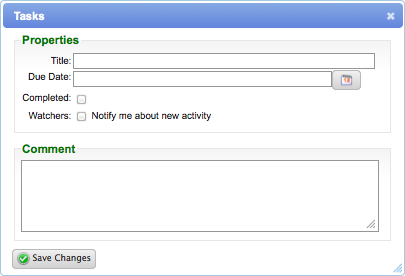 Tasks
Properties
Title:
Due Date:
Completed:
Watchers: Notify me about new activity
Comment
Save Changes